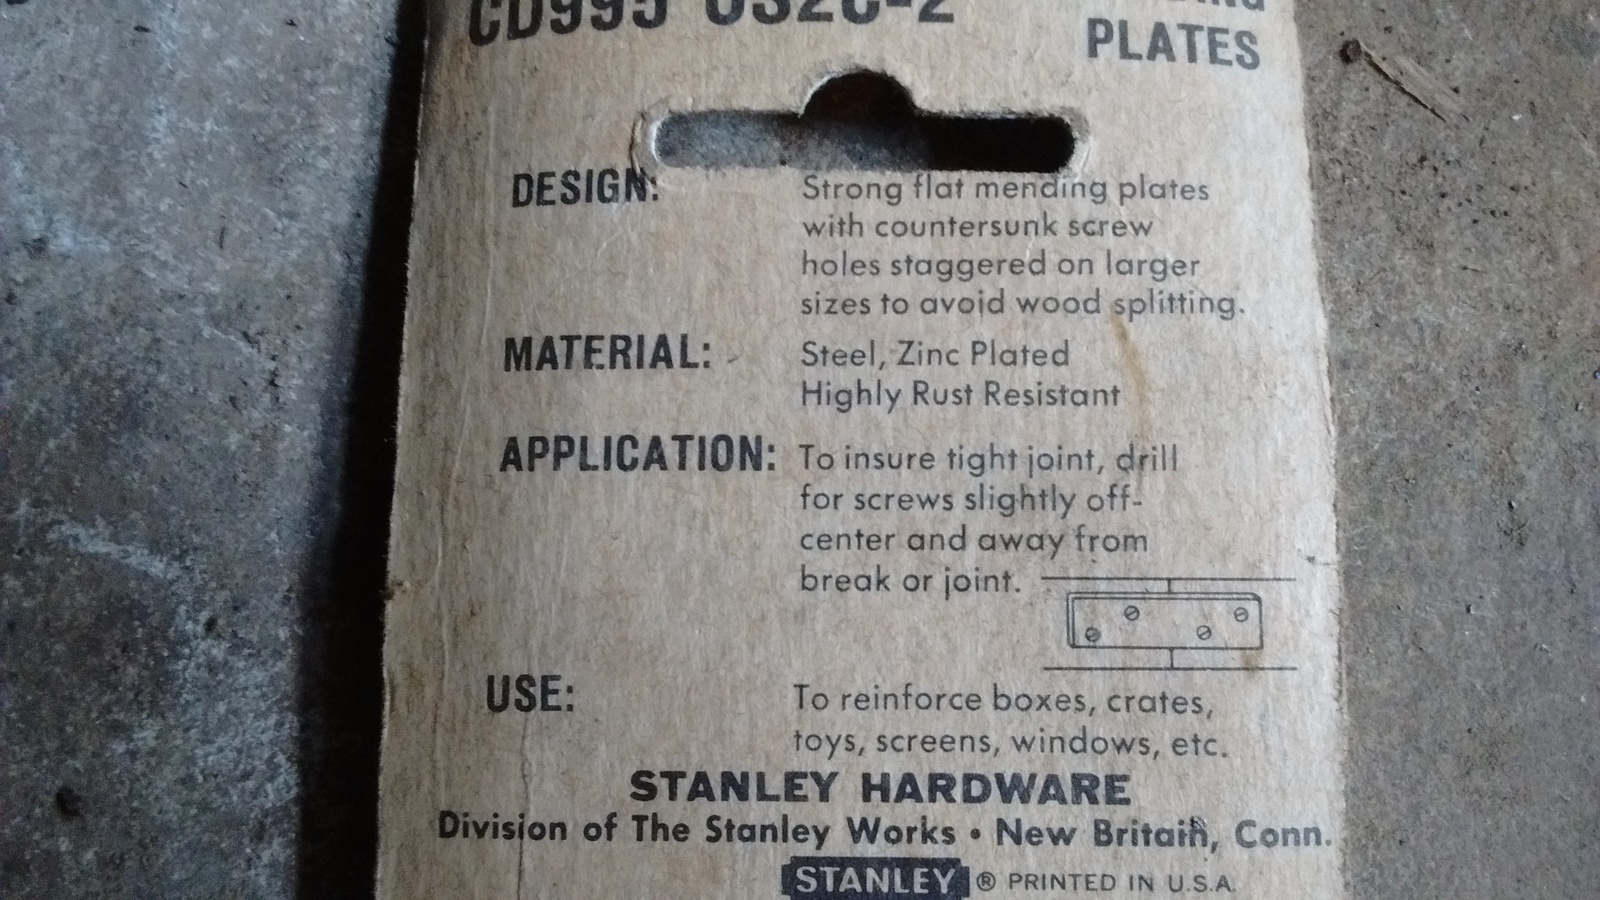 CD995
PLATES
DESIGN: Strong flat mending plates
with countersunk screw
holes staggered on larger
sizes to avoid wood splitting.
MATERIAL: Steel, Zinc Plated
Highly Rust Resistant
APPLICATION: To insure tight joint, drill
for screws slightly off-
center and away from
break or joint.
USE: To reinforce boxes, crates,
toys, screens, windows, etc.
STANLEY HARDWARE
Division of The Stanley Works • New Britain, Conn.
STANLEY ® PRINTED IN U.S.A.